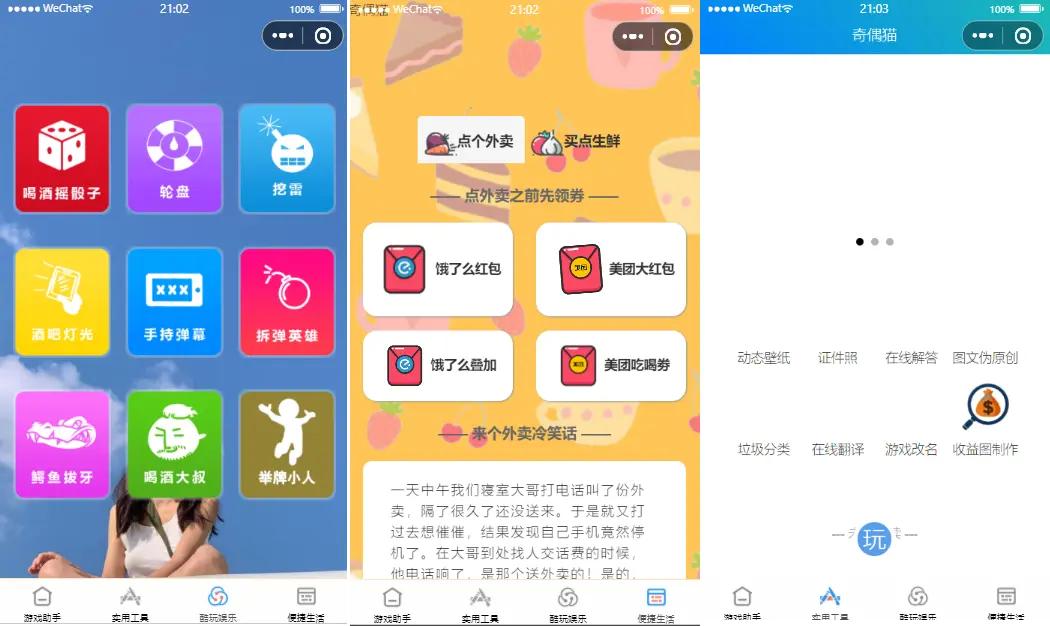 WeChat 21:02 100%
喝酒摇骰子
轮盘
挖雷
酒吧灯光
XXX
手持弹幕
拆弹英雄
鳄鱼拔牙
喝酒大叔
举牌小人
游戏助手
实用工具
酷玩娱乐
便捷生活
奇偶猫
WeChat 21:02 100%
点个外卖
买点生鲜
点外卖之前先领券
饿了么红包
美团大红包
饿了么叠加
美团吃喝券
来个外卖冷笑话
一天中午我们寝室大哥打电话叫了份外
卖，隔了很久了还没送来。于是就又打
过去想催催，结果发现自己手机竟然停
机了。在大哥到处找人交话费的时候，
他电话响了，是那个送外卖的！是的，
游戏助手
实用工具
酷玩娱乐
便捷生活
WeChat 21:03 100%
奇偶猫
动态壁纸
证件照
在线解答
图文伪原创
$
垃圾分类
在线翻译
游戏改名
收益图制作
玩
游戏助手
实用工具
酷玩娱乐
便捷生活